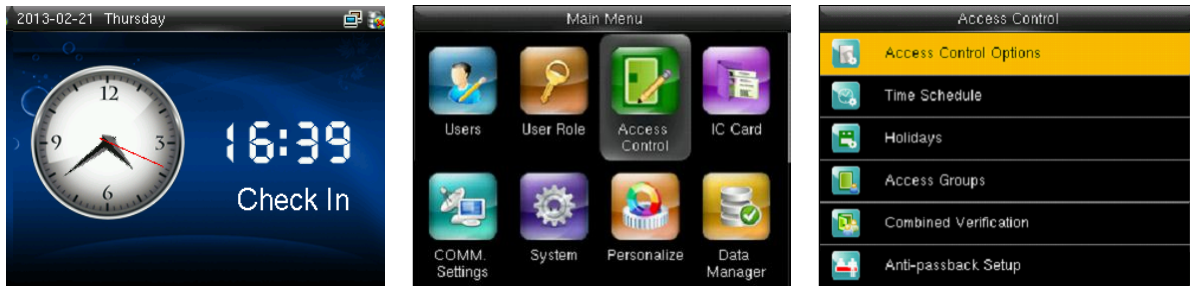 2013-02-21 Thursday
12
9
3
6
16:39
Check In
Main Menu
Users
User Role
Access
Control
IC Card
COMM.
Settings
System
Personalize
Data
Manager
Access Control
Access Control Options
Time Schedule
Holidays
Access Groups
Combined Verification
Anti-passback Setup